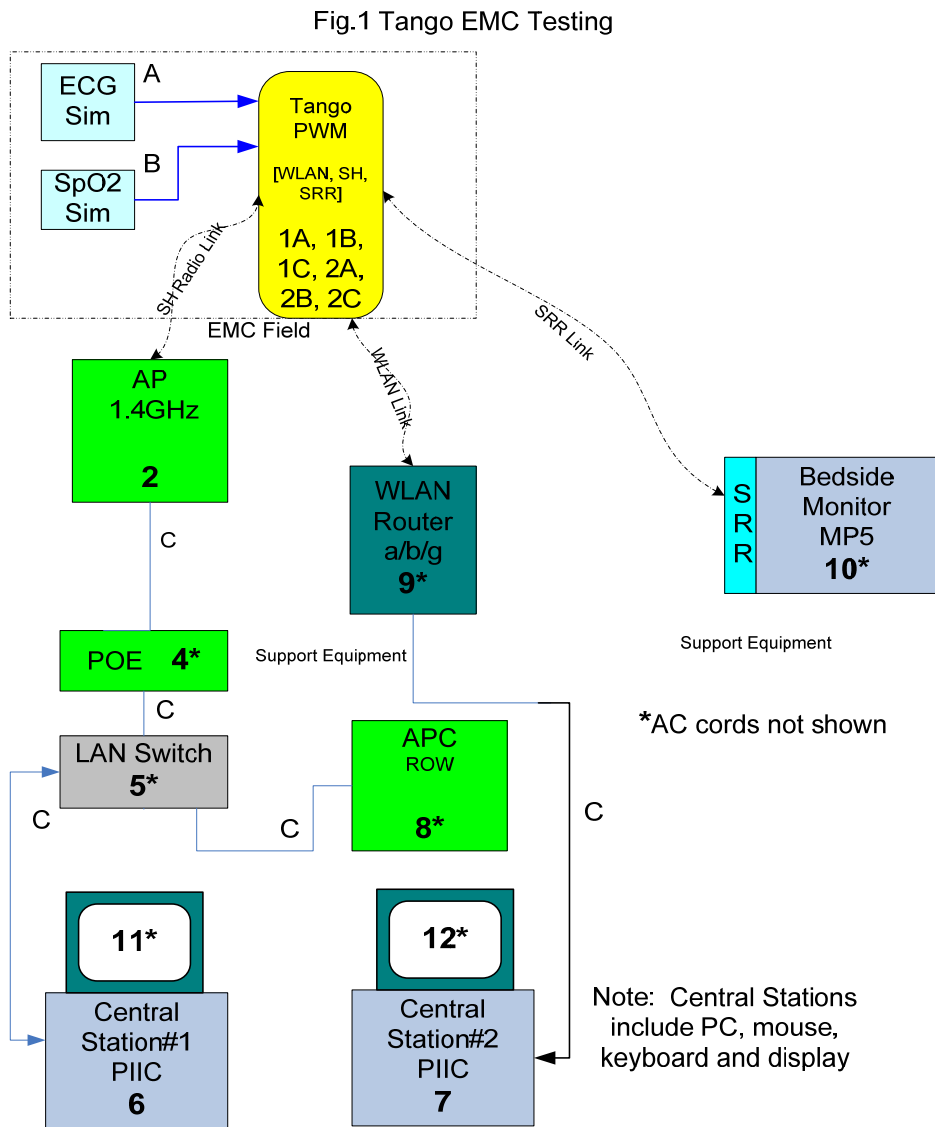 Fig.1 Tango EMC Testing
ECG
Sim
A
SpO2
Sim
B
Tango
PWM
[WLAN, SH,
SRR]
1A, 1B,
1C, 2A,
2B, 2C
EMC Field
SH Radio Link
WLAN Link
SRR Link
AP
1.4GHz
2
C
WLAN
Router
a/b/g
9*
S
R
R
Bedside
Monitor
MP5
10*
POE 4*
Support Equipment
Support Equipment
C
*AC cords not shown
LAN Switch
5*
APC
ROW
8*
C
C
C
11*
12*
Central
Station#1
PIIC
6
Central
Station#2
PIIC
7
Note: Central Stations
include PC, mouse,
keyboard and display